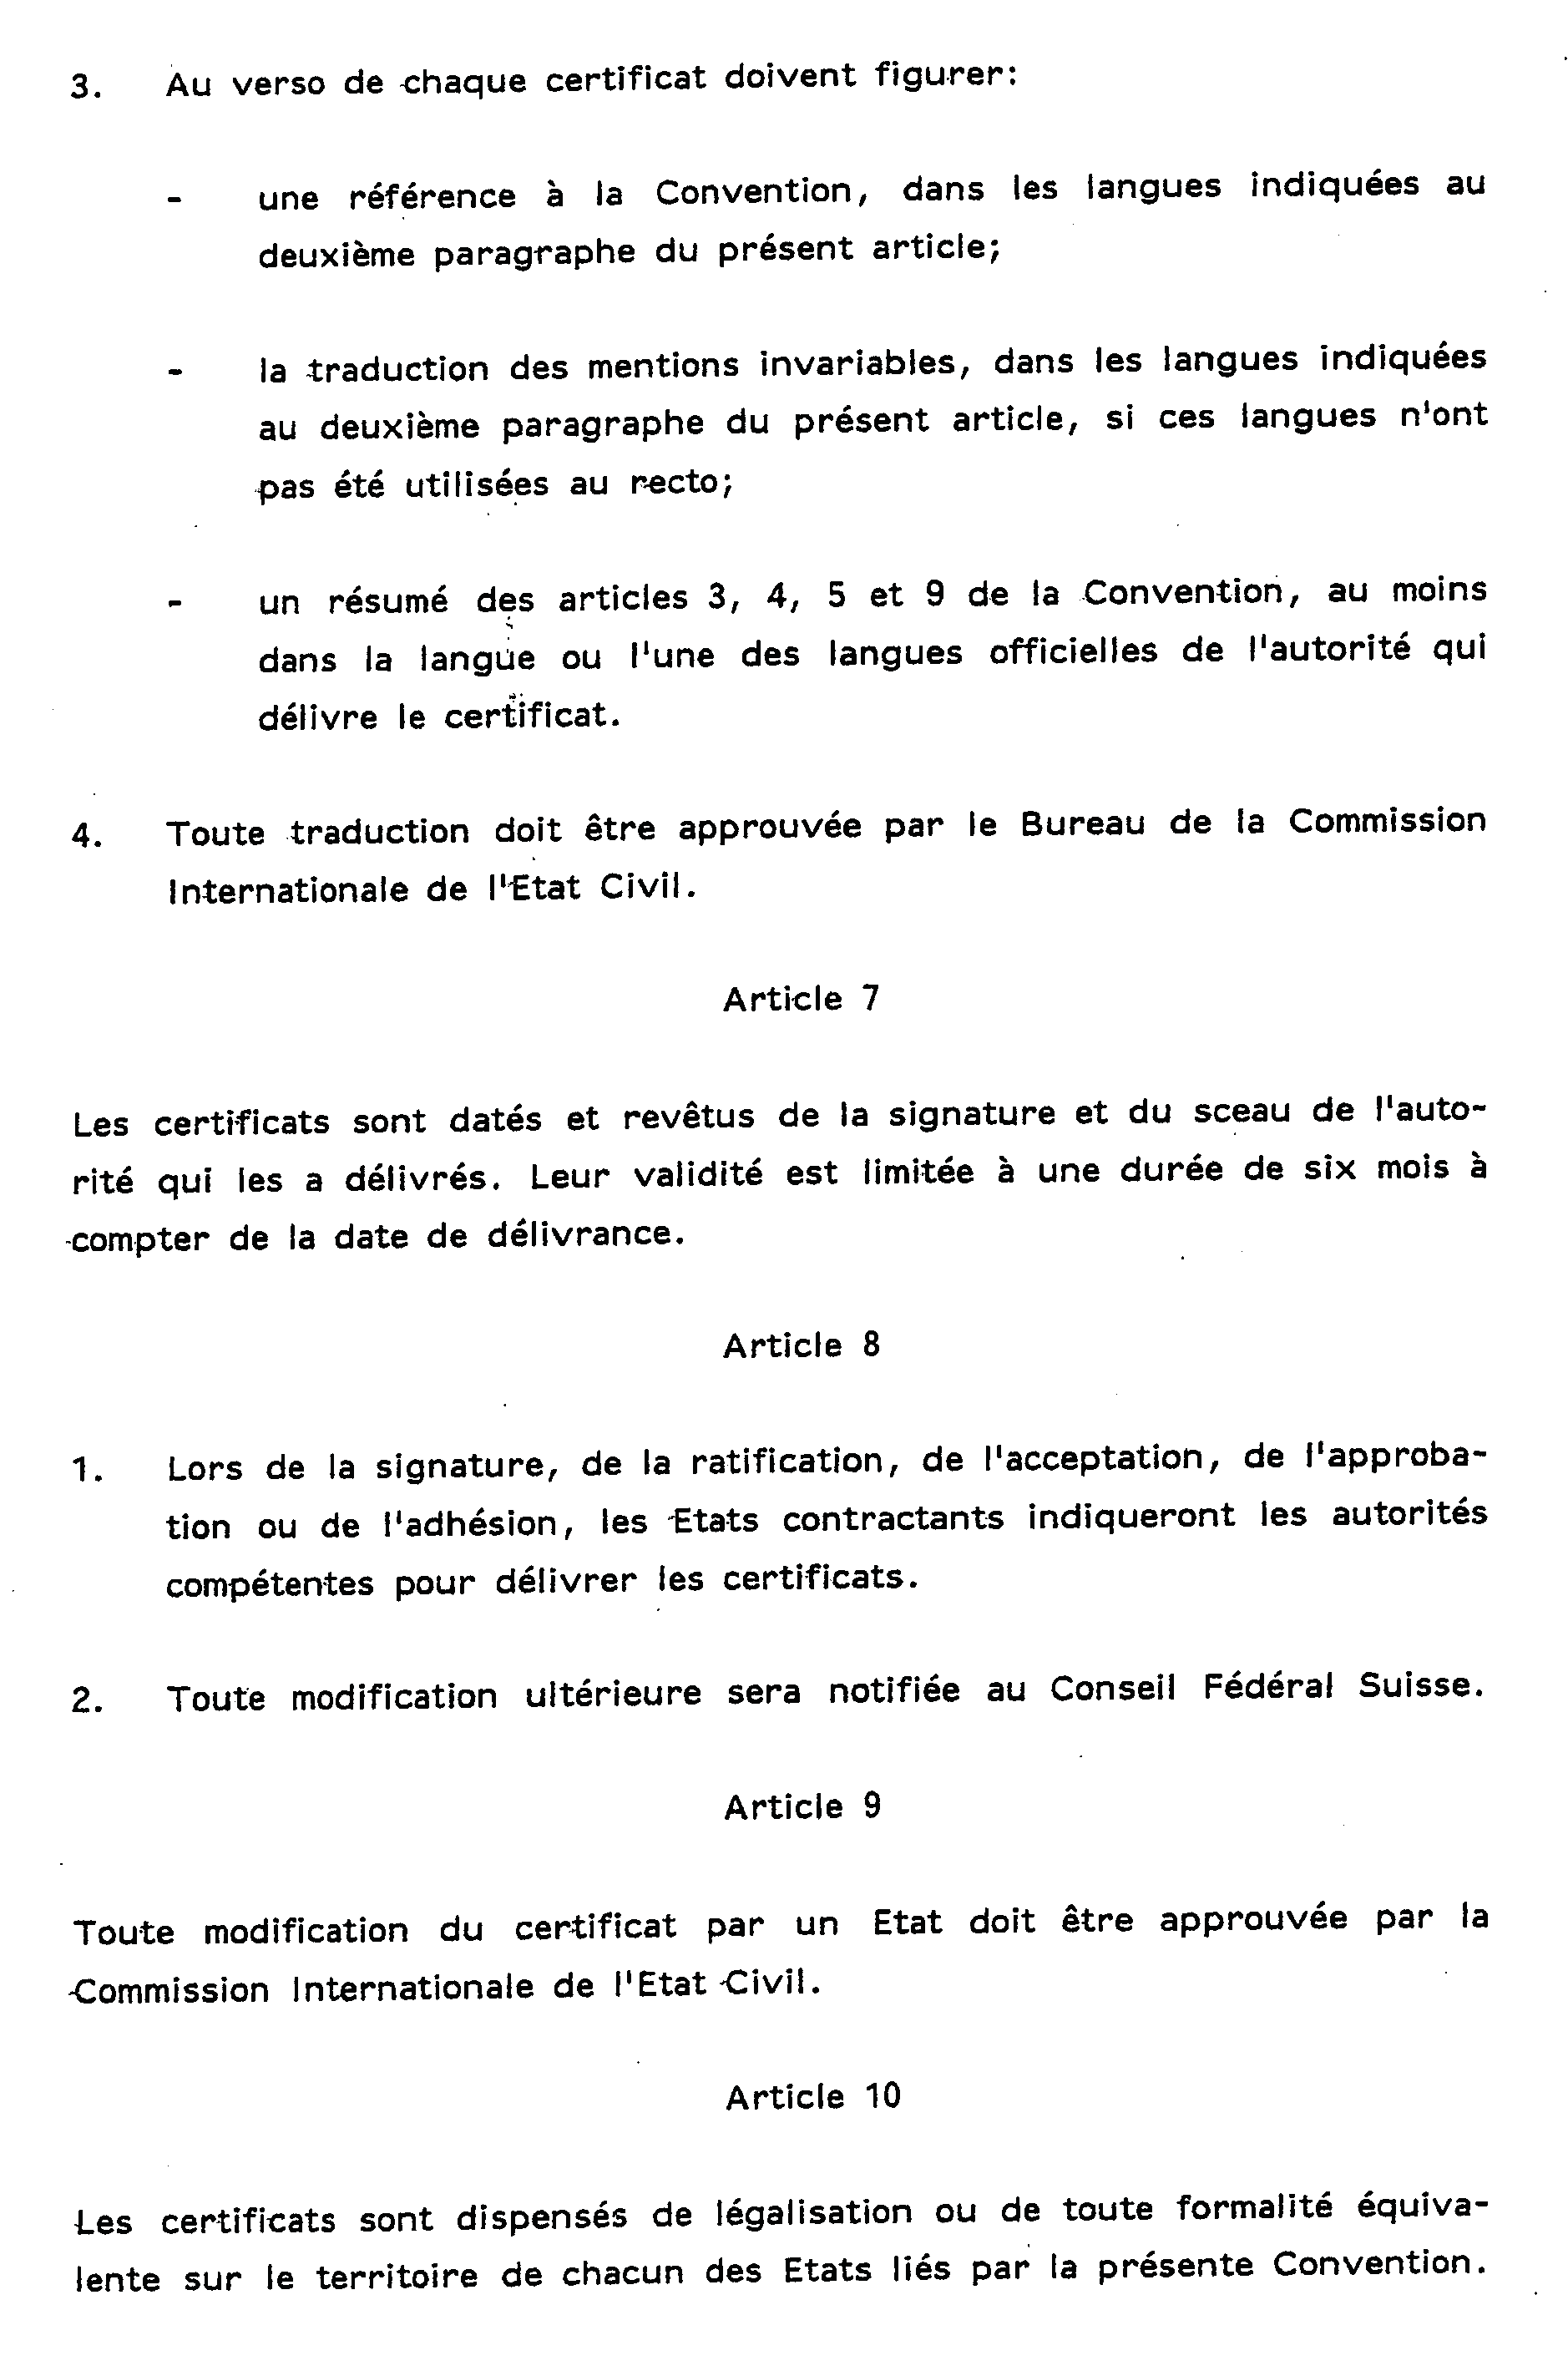 3. Au verso de chaque certificat doivent figurer:
- une référence à la Convention, dans les langues indiquées au
deuxième paragraphe du présent article;
- la traduction des mentions invariables, dans les langues indiquées
au deuxième paragraphe du présent article, si ces langues n'ont
pas été utilisées au recto;
- un résumé des articles 3, 4, 5 et 9 de la Convention, au moins
dans la langue ou l'une des langues officielles de l'autorité qui
délivre le certificat.
4. Toute traduction doit être approuvée par le Bureau de la Commission
Internationale de l'Etat Civil.
Article 7
Les certificats sont datés et revêtus de la signature et du sceau de l'auto-
rité qui les a délivrés. Leur validité est limitée à une durée de six mois à
compter de la date de délivrance.
Article 8
1. Lors de la signature, de la ratification, de l'acceptation, de l'approba-
tion ou de l'adhésion, les Etats contractants indiqueront les autorités
compétentes pour délivrer les certificats.
2. Toute modification ultérieure sera notifiée au Conseil Fédéral Suisse.
Article 9
Toute modification du certificat par un Etat doit être approuvée par la
Commission Internationale de l'Etat Civil.
Article 10
Les certificats sont dispensés de légalisation ou de toute formalité équiva-
lente sur le territoire de chacun des Etats liés par la présente Convention.